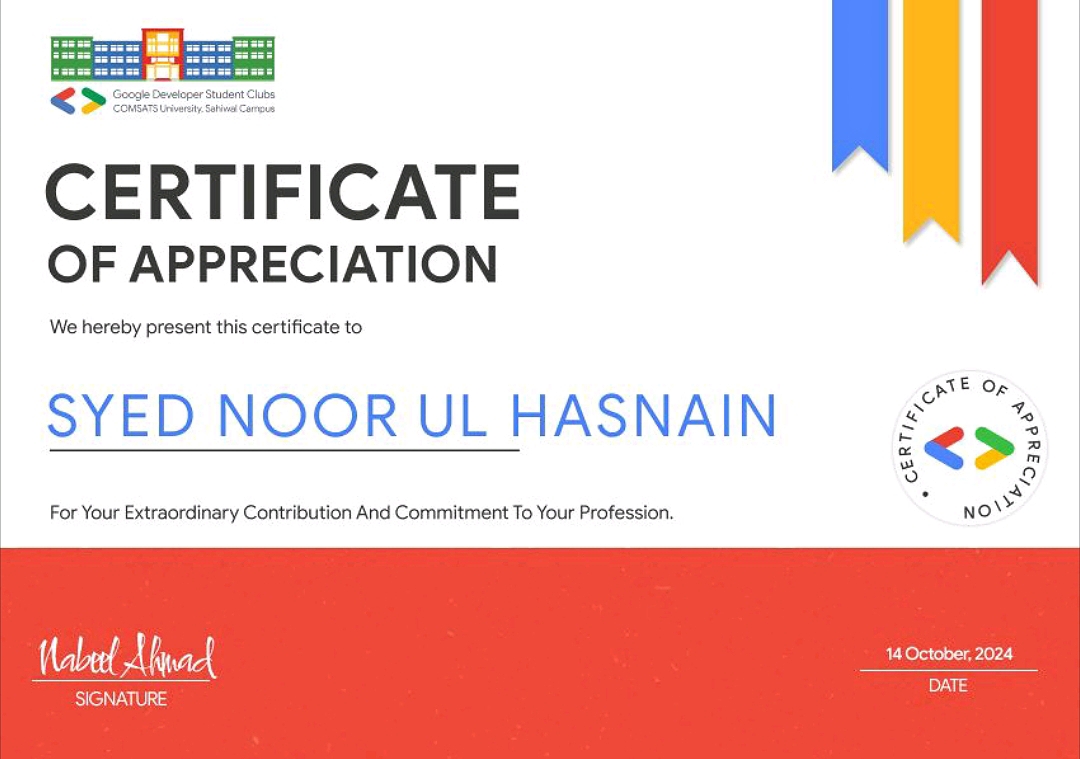 Google Developer Student Clubs
COMSATS University, Sahiwal Campus
CERTIFICATE
OF APPRECIATION
We hereby present this certificate to
SYED NOOR UL HASNAIN
CERTIFICATE OF APPRECIATION •
For Your Extraordinary Contribution And Commitment To Your Profession.
Nabeel Ahmad
SIGNATURE
14 October, 2024
DATE